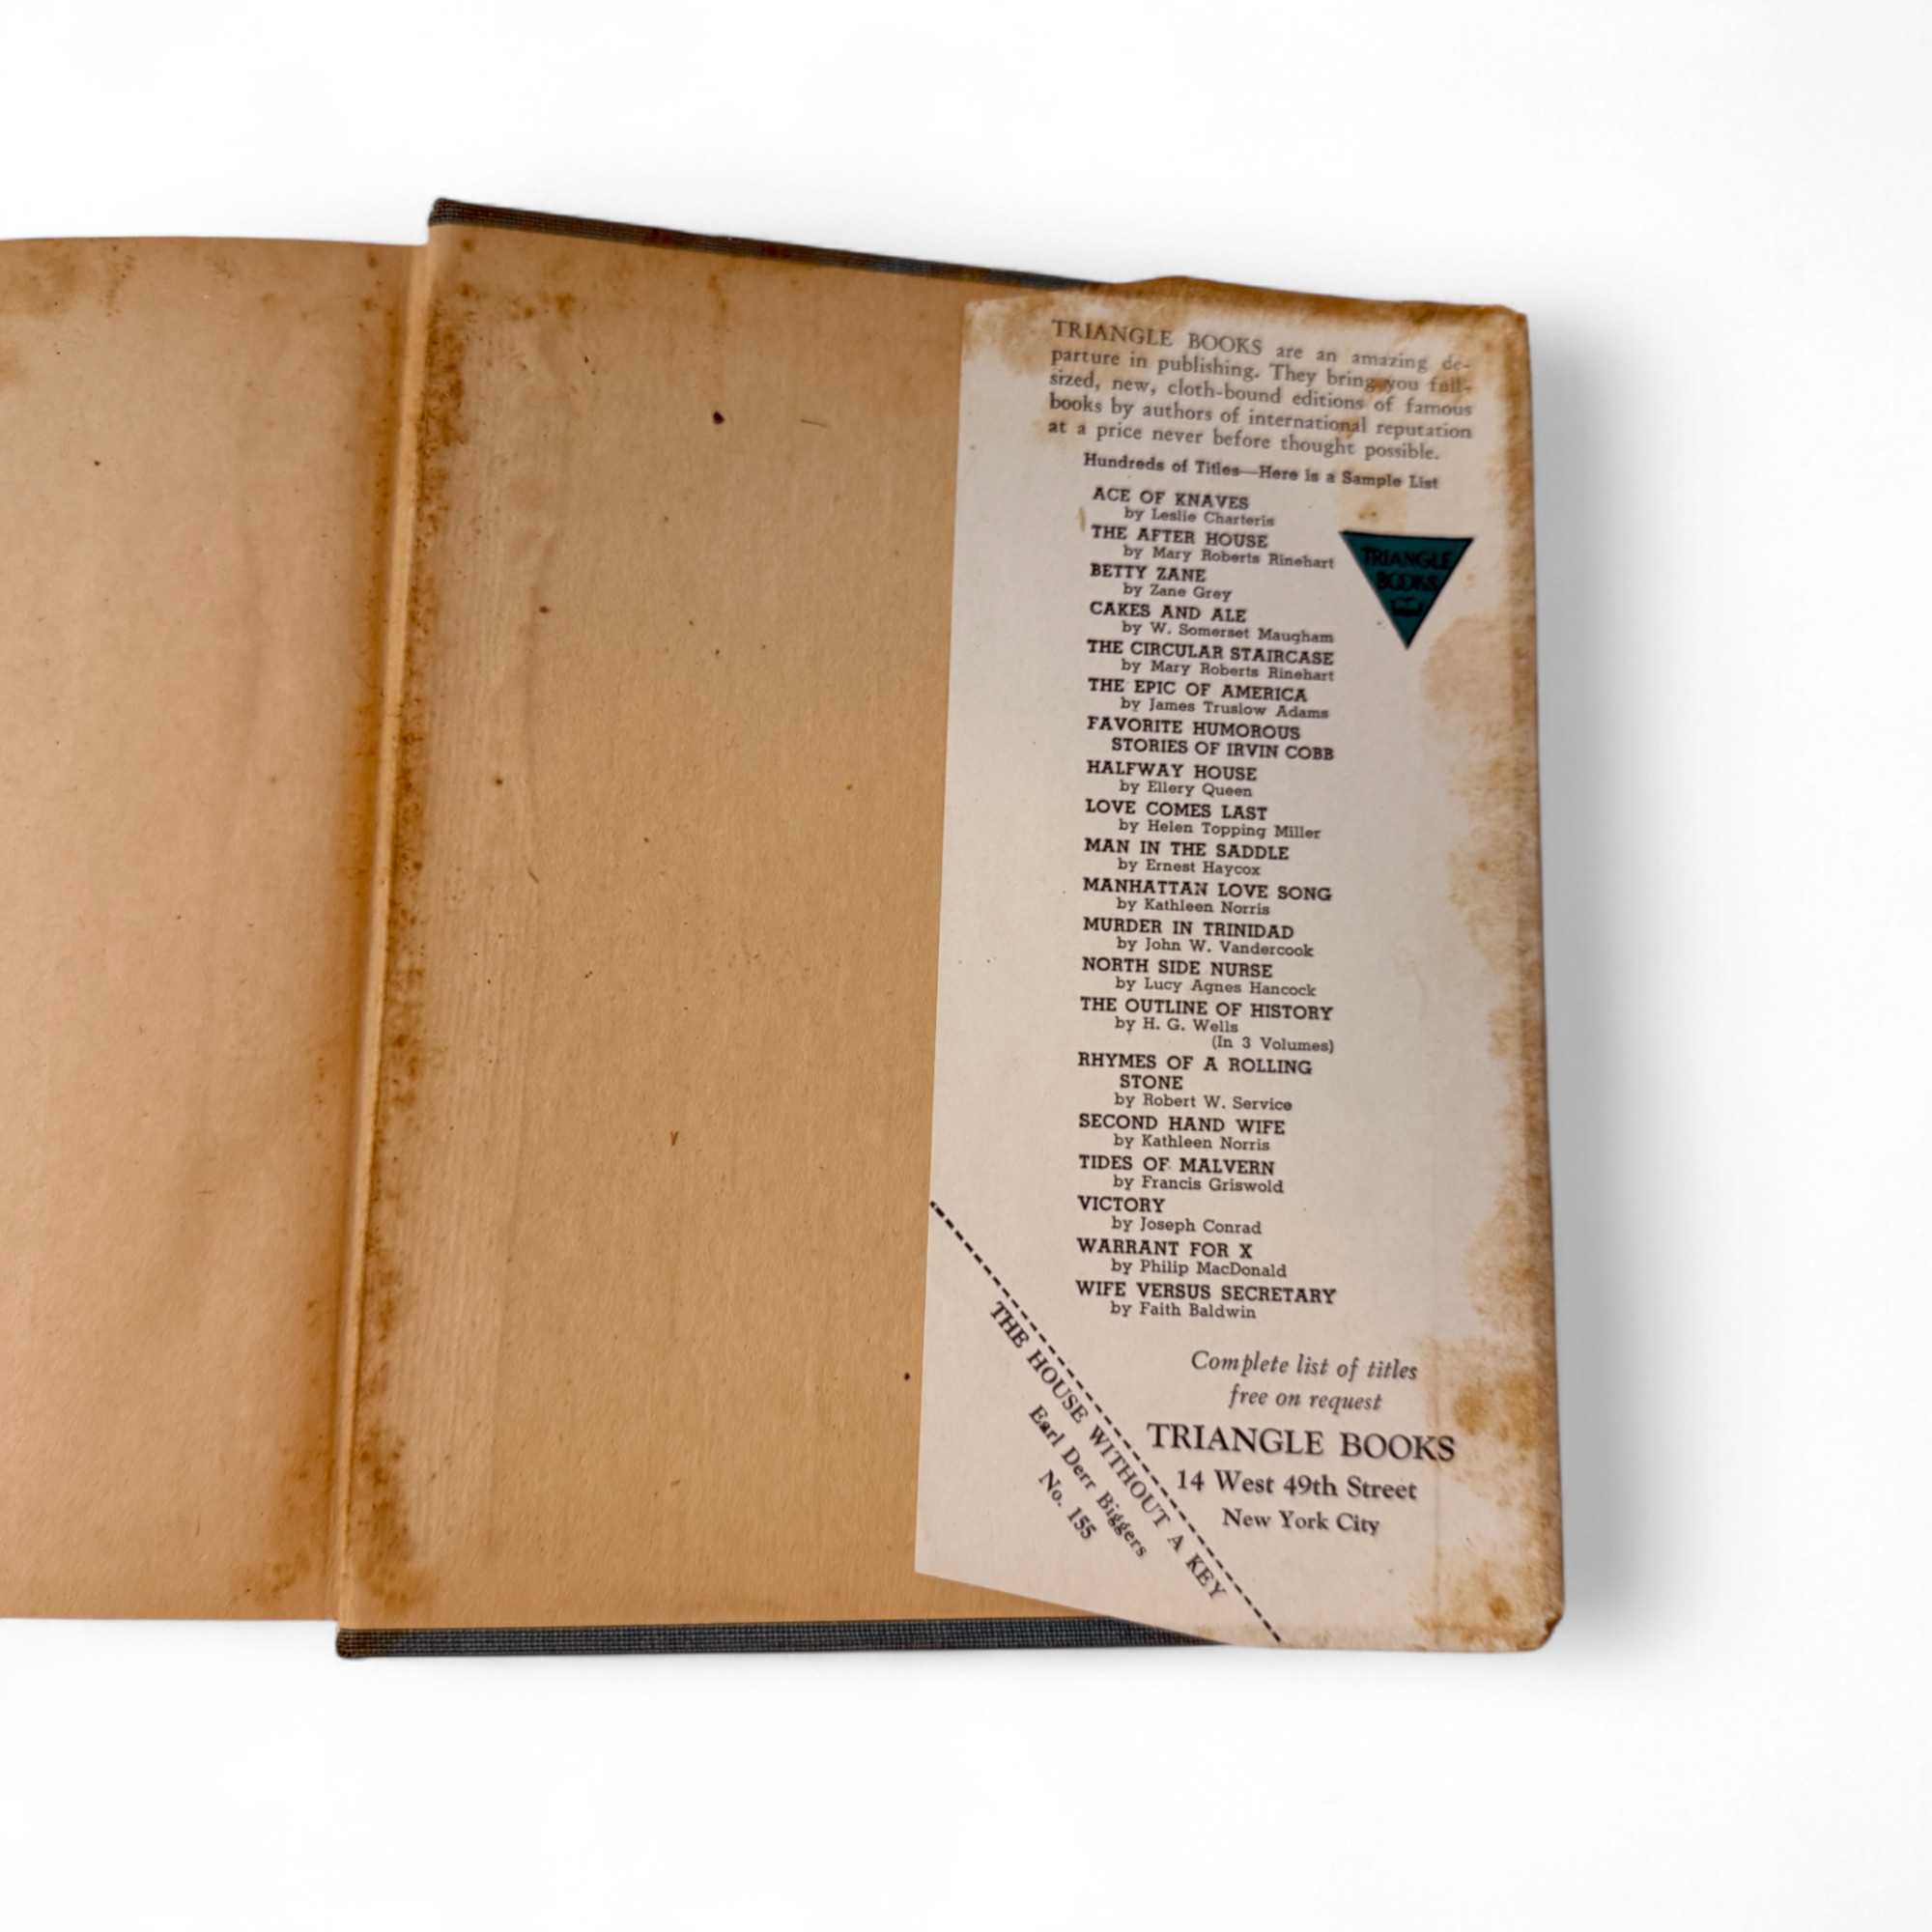 TRIANGLE BOOKS are an amazing de-
parture in publishing. They bring you full-
sized, new, cloth-bound editions of famous
books by authors of international reputation
at a price never before thought possible.
Hundreds of Titles—Here is a Sample List
ACE OF KNAVES
by Leslie Charteris
THE AFTER HOUSE
by Mary Roberts Rinehart
BETTY ZANE
by Zane Grey
CAKES AND ALE
by W. Somerset Maugham
THE CIRCULAR STAIRCASE
by Mary Roberts Rinehart
THE EPIC OF AMERICA
by James Truslow Adams
FAVORITE HUMOROUS
STORIES OF IRVIN COBB
HALFWAY HOUSE
by Ellery Queen
LOVE COMES LAST
by Helen Topping Miller
MAN IN THE SADDLE
by Ernest Haycox
MANHATTAN LOVE SONG
by Kathleen Norris
MURDER IN TRINIDAD
by John W. Vandercook
NORTH SIDE NURSE
by Lucy Agnes Hancock
THE OUTLINE OF HISTORY
by H. G. Wells
(In 3 Volumes)
RHYMES OF A ROLLING
STONE
by Robert W. Service
SECOND HAND WIFE
by Kathleen Norris
TIDES OF MALVERN
by Francis Griswold
VICTORY
by Joseph Conrad
WARRANT FOR X
by Philip MacDonald
WIFE VERSUS SECRETARY
by Faith Baldwin
TRIANGLE
BOOKS
Complete list of titles
free on request
TRIANGLE BOOKS
14 West 49th Street
New York City
THE HOUSE WITHOUT A KEY
Earl Derr Biggers
No. 155